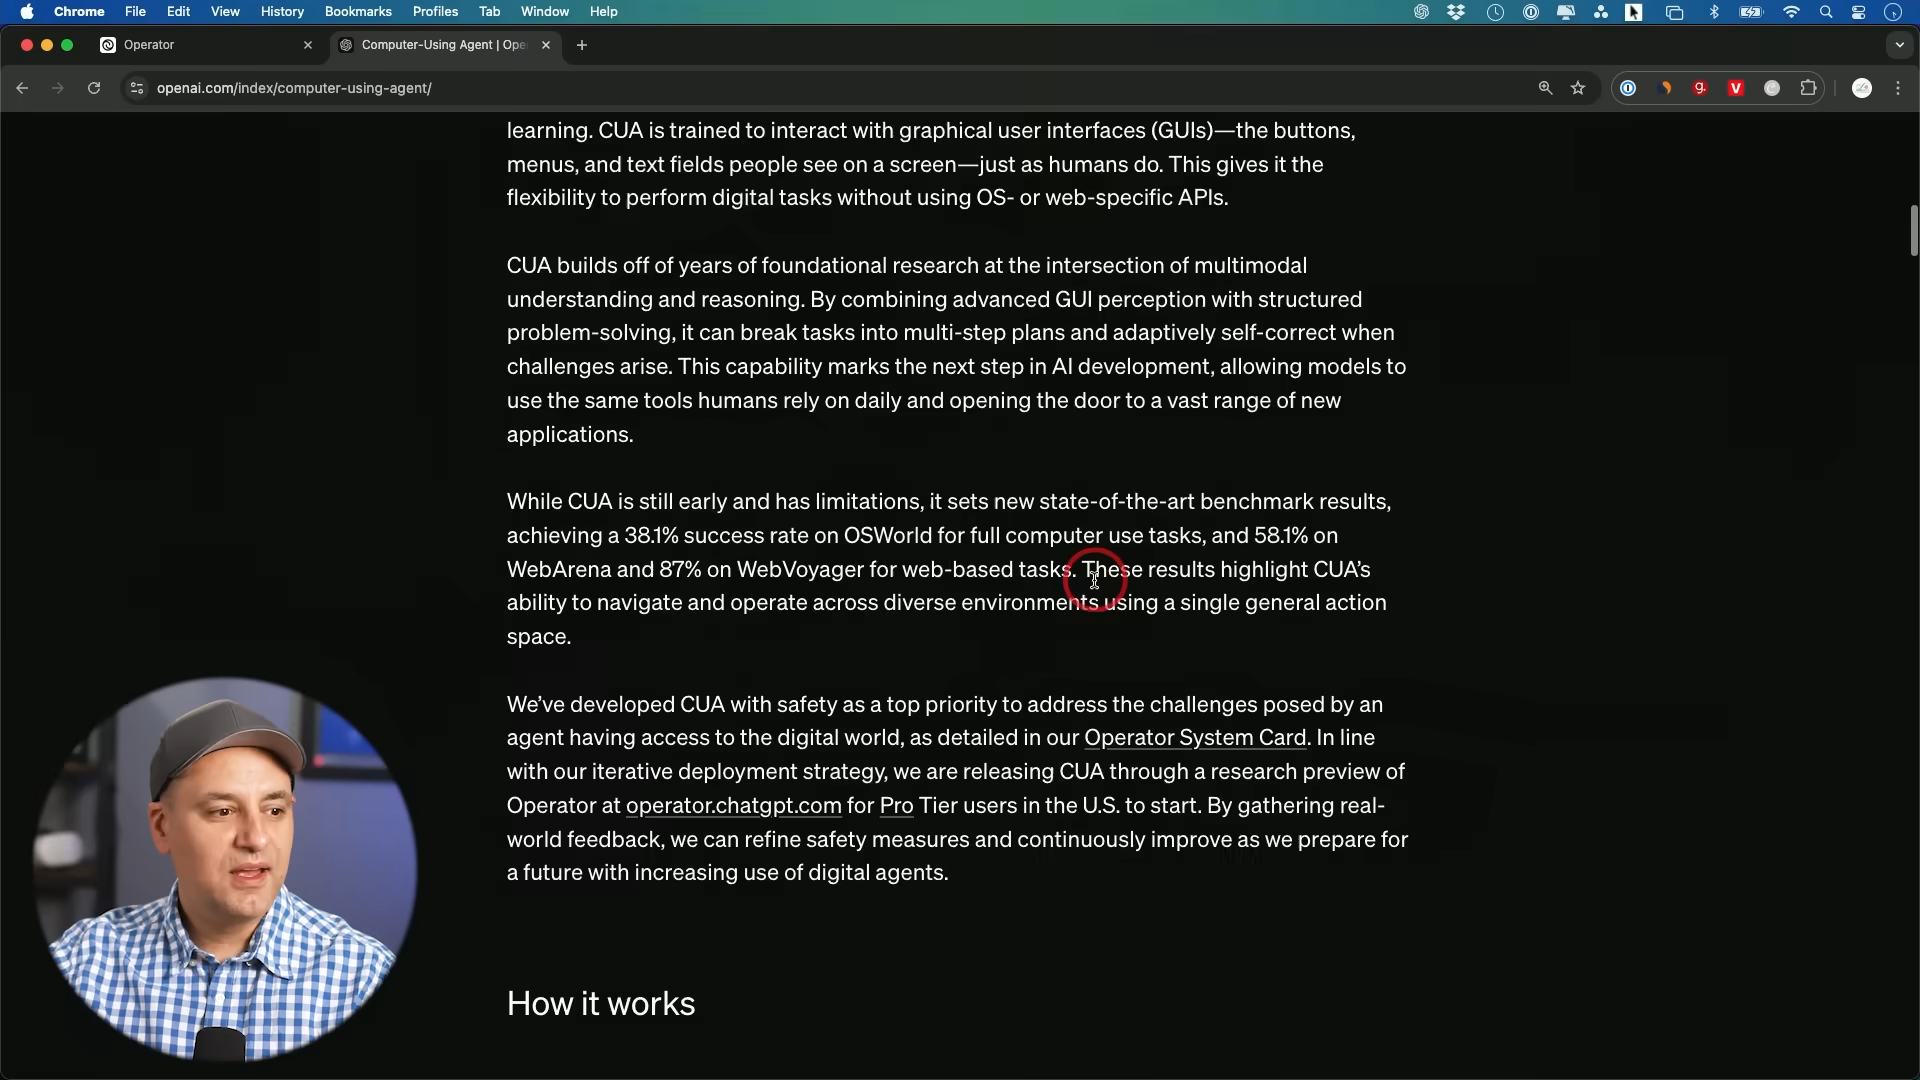 Chrome File Edit View History Bookmarks Profiles Tab Window Help
Operator
Computer-Using Agent | Ope
openai.com/index/computer-using-agent/
learning. CUA is trained to interact with graphical user interfaces (GUIs)—the buttons,
menus, and text fields people see on a screen—just as humans do. This gives it the
flexibility to perform digital tasks without using OS- or web-specific APIs.
CUA builds off of years of foundational research at the intersection of multimodal
understanding and reasoning. By combining advanced GUI perception with structured
problem-solving, it can break tasks into multi-step plans and adaptively self-correct when
challenges arise. This capability marks the next step in AI development, allowing models to
use the same tools humans rely on daily and opening the door to a vast range of new
applications.
While CUA is still early and has limitations, it sets new state-of-the-art benchmark results,
achieving a 38.1% success rate on OSWorld for full computer use tasks, and 58.1% on
WebArena and 87% on WebVoyager for web-based tasks. These results highlight CUA’s
ability to navigate and operate across diverse environments using a single general action
space.
We’ve developed CUA with safety as a top priority to address the challenges posed by an
agent having access to the digital world, as detailed in our Operator System Card. In line
with our iterative deployment strategy, we are releasing CUA through a research preview of
Operator at operator.chatgpt.com for Pro Tier users in the U.S. to start. By gathering real-
world feedback, we can refine safety measures and continuously improve as we prepare for
a future with increasing use of digital agents.
How it works